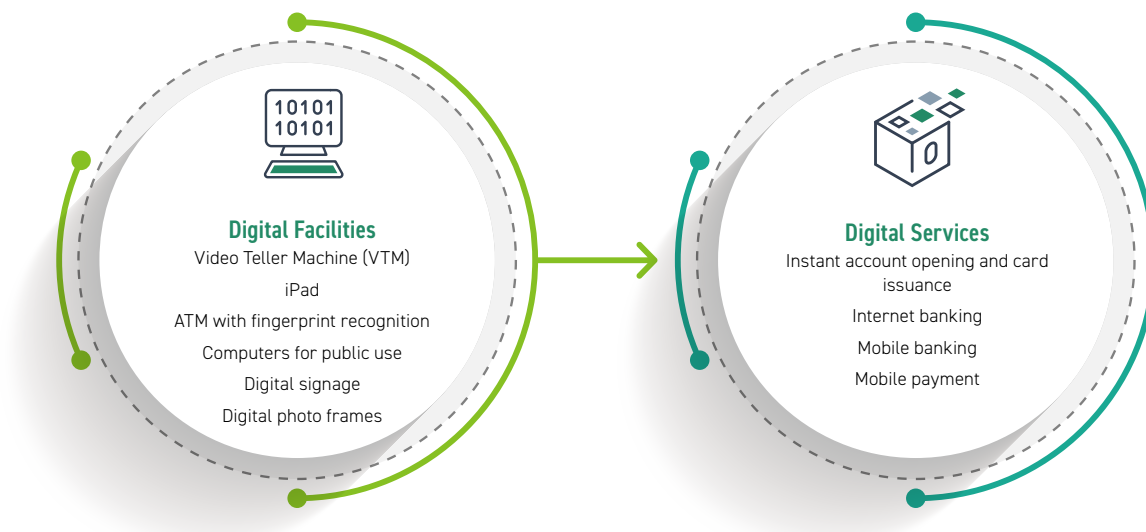 10101
10101
Digital Facilities
Video Teller Machine (VTM)
iPad
ATM with fingerprint recognition
Computers for public use
Digital signage
Digital photo frames
0
Digital Services
Instant account opening and card
issuance
Internet banking
Mobile banking
Mobile payment